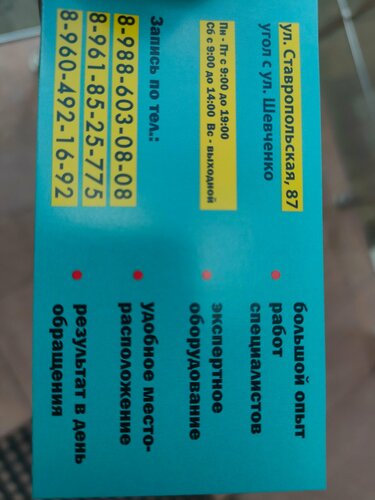 ул. Ставропольская, 87
угол с ул. Шевченко
Пн - Пт с 9:00 до 19:00
Сб с 9:00 до 14:00 Вс - выходной
Запись по тел.:
8-988-603-08-08
8-961-85-25-775
8-960-492-16-92
большой опыт
работ
специалистов
экспертное
оборудование
удобное место-
расположение
результат в день
обращения